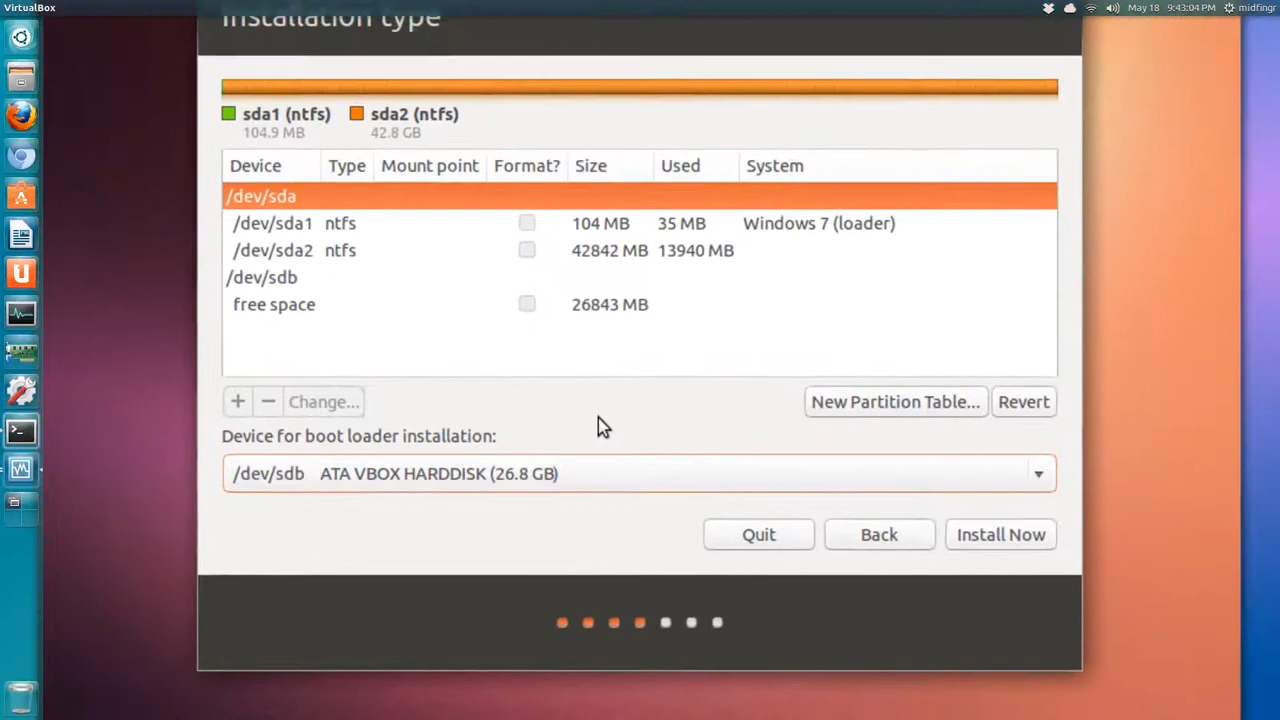 VirtualBox
May 18 9:43:04 PM midfingr
Installation type
sda1 (ntfs) sda2 (ntfs)
104.9 MB 42.8 GB
Device Type Mount point Format? Size Used System
/dev/sda
/dev/sda1 ntfs 104 MB 35 MB Windows 7 (loader)
/dev/sda2 ntfs 42842 MB 13940 MB
/dev/sdb
free space 26843 MB
+ − Change... New Partition Table... Revert
Device for boot loader installation:
/dev/sdb ATA VBOX HARDDISK (26.8 GB)
Quit Back Install Now